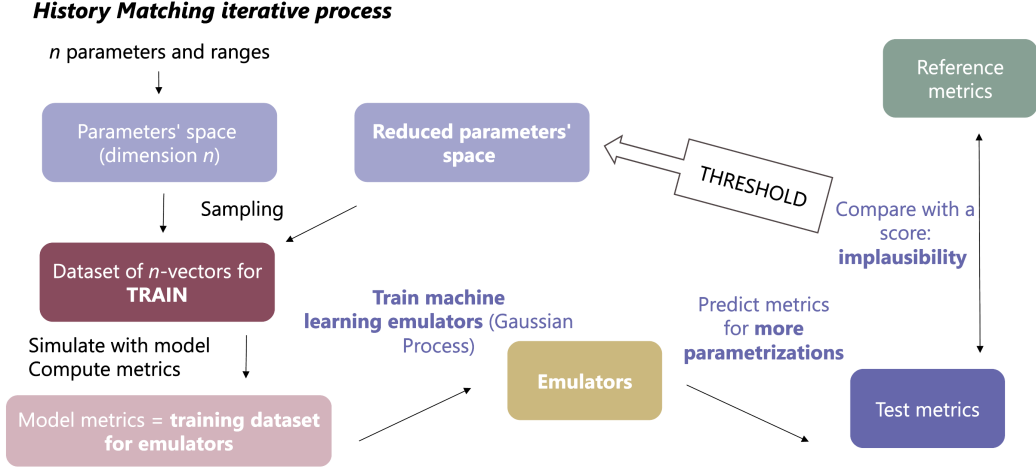 History Matching iterative process
n parameters and ranges
Parameters' space
(dimension n)
Reduced parameters'
space
THRESHOLD
Reference
metrics
Sampling
Compare with a
score:
implausibility
Dataset of n-vectors for
TRAIN
Train machine
learning emulators (Gaussian
Process)
Predict metrics
for more
parametrizations
Simulate with model
Compute metrics
Emulators
Test metrics
Model metrics = training dataset
for emulators